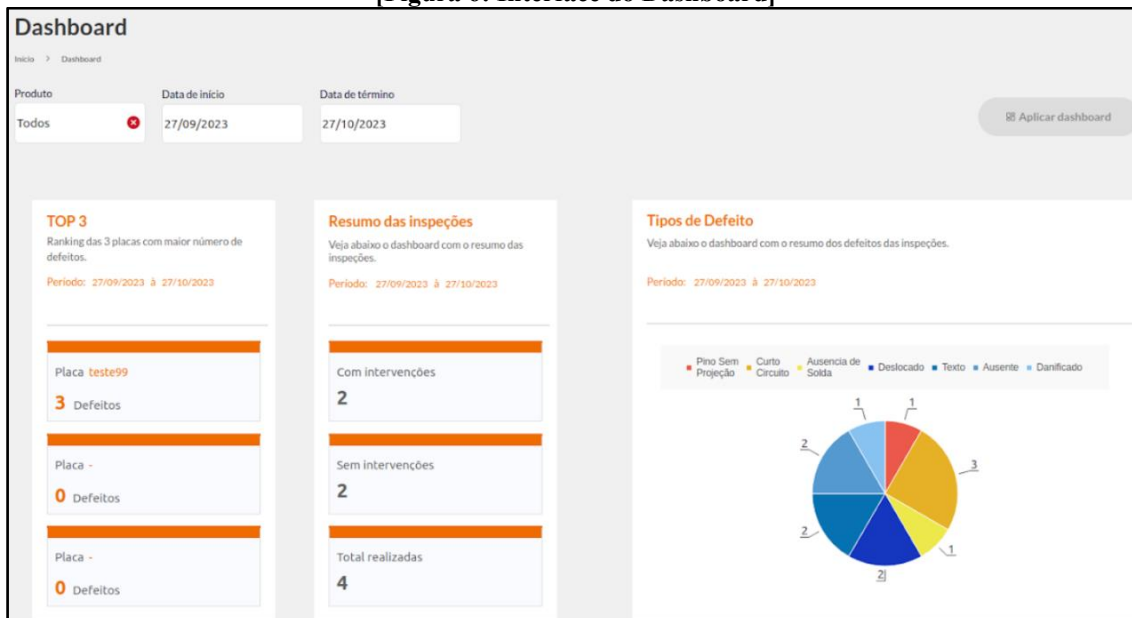 [Figura 6: Interface do Dashboard]
Dashboard
Início > Dashboard
Produto
Todos
Data de início
27/09/2023
Data de término
27/10/2023
Aplicar dashboard
TOP 3
Ranking das 3 placas com maior número de
defeitos.
Período: 27/09/2023 à 27/10/2023
Placa teste99
3 Defeitos
Placa -
0 Defeitos
Placa -
0 Defeitos
Resumo das inspeções
Veja abaixo o dashboard com o resumo das
inspeções.
Período: 27/09/2023 à 27/10/2023
Com intervenções
2
Sem intervenções
2
Total realizadas
4
Tipos de Defeito
Veja abaixo o dashboard com o resumo dos defeitos das inspeções.
Período: 27/09/2023 à 27/10/2023
Pino Sem
Projeção
Curto
Circuito
Ausencia de
Solda
Deslocado
Texto
Ausente
Danificado
1
1
2
3
2
1
2